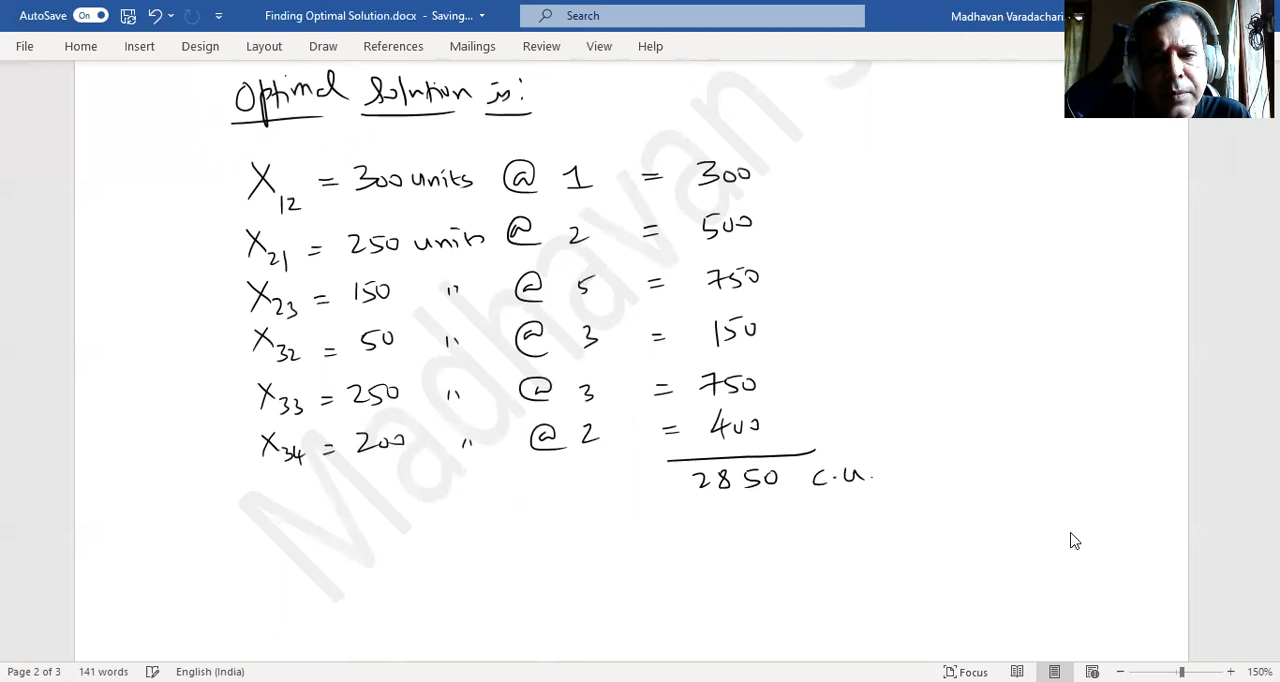 AutoSave On Finding Optimal Solution.docx - Saving... Search Madhavan Varadachari
File Home Insert Design Layout Draw References Mailings Review View Help
Optimal Solution is:
X12 = 300 units @ 1 = 300
X21 = 250 units @ 2 = 500
X23 = 150 " @ 5 = 750
X32 = 50 " @ 3 = 150
X33 = 250 " @ 3 = 750
X34 = 200 " @ 2 = 400
2850 c.u.
Madhavan
Page 2 of 3 141 words English (India) Focus 150%